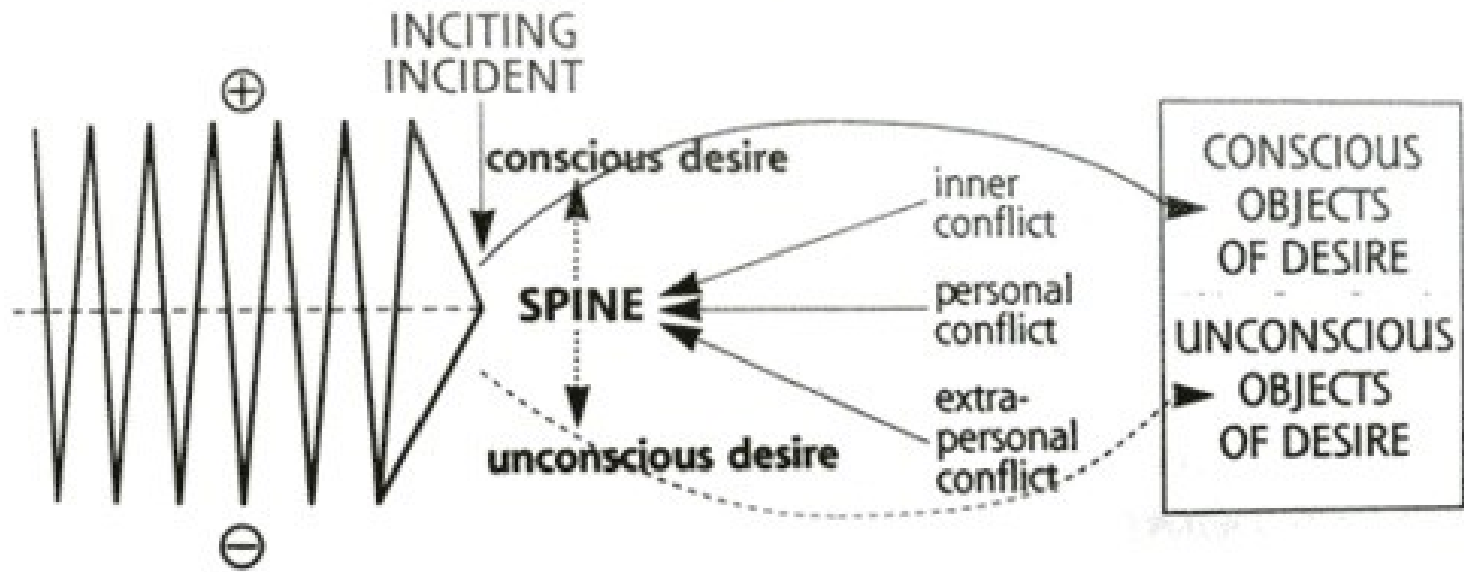 INCITING
INCIDENT
+
conscious desire
inner
conflict
SPINE
personal
conflict
extra-
personal
conflict
unconscious desire
−
CONSCIOUS
OBJECTS
OF DESIRE
UNCONSCIOUS
OBJECTS
OF DESIRE